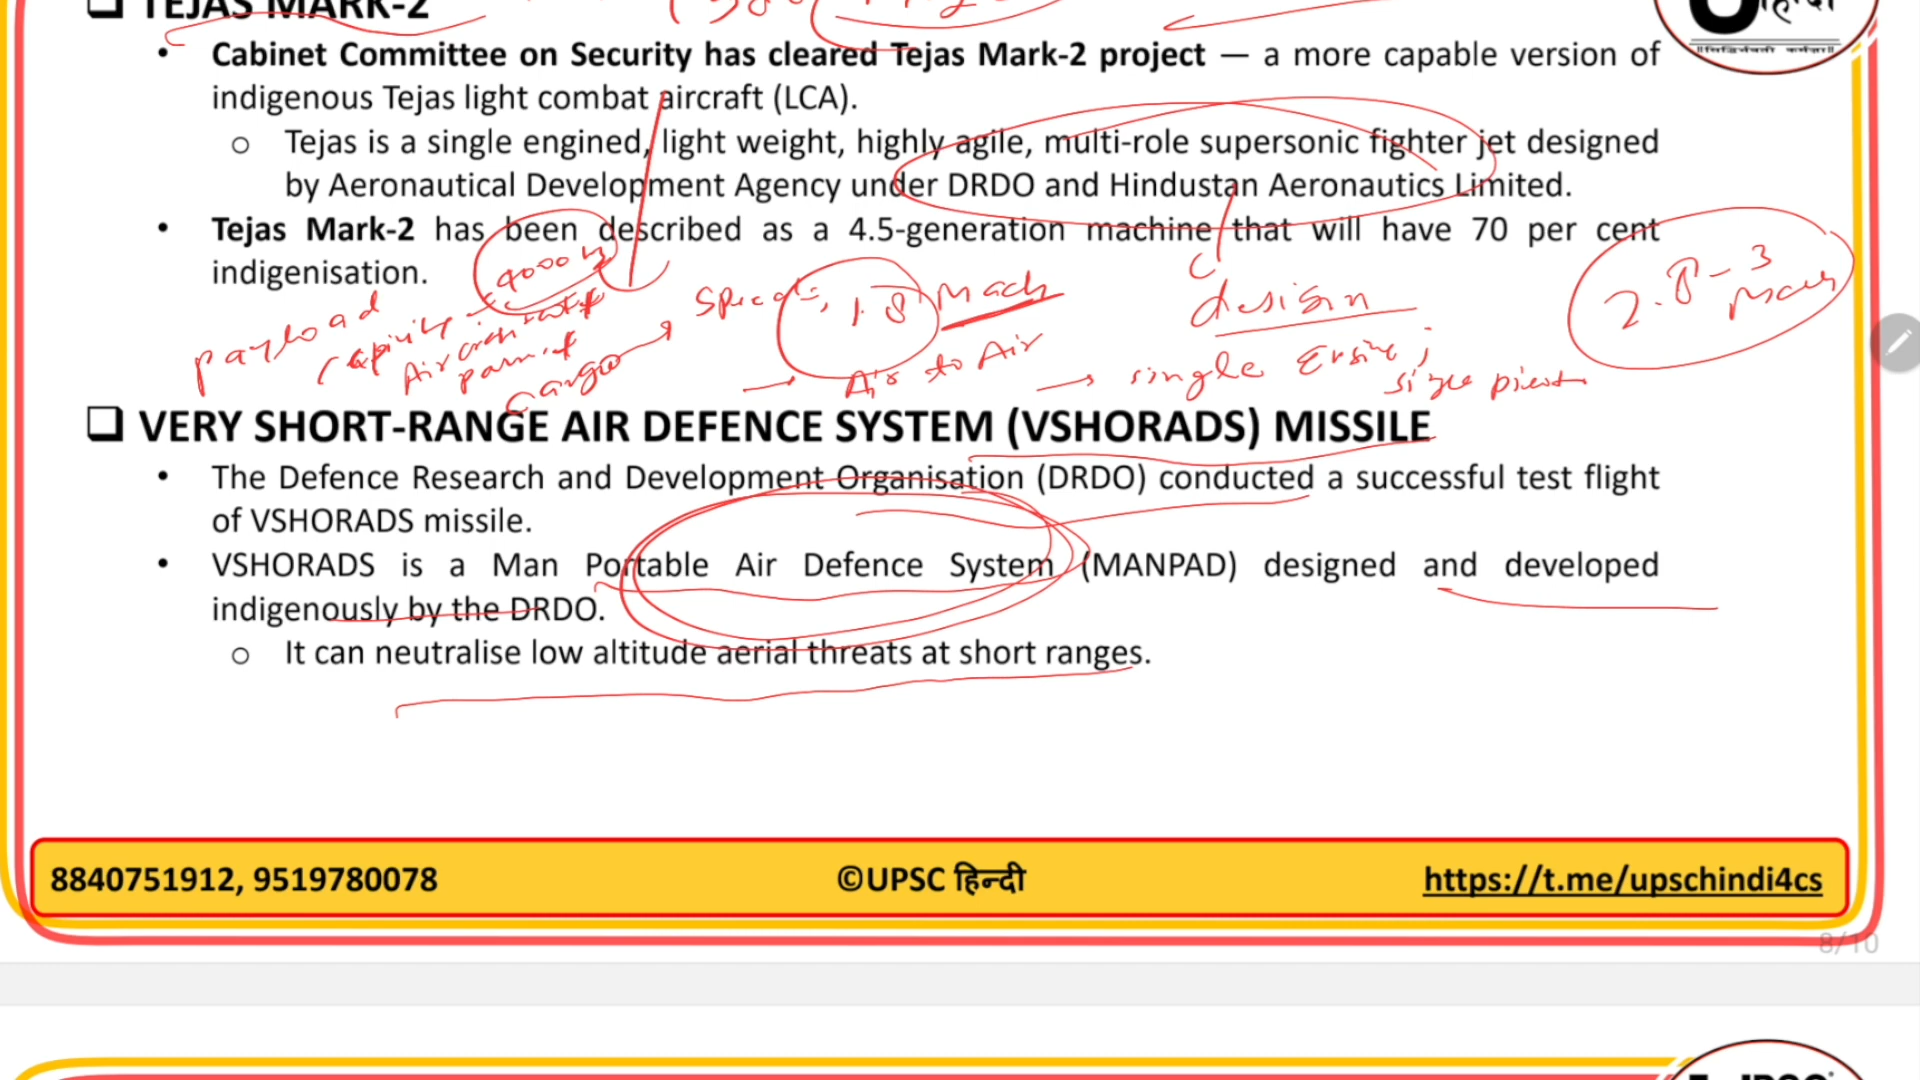 ❑ TEJAS MARK-2
• Cabinet Committee on Security has cleared Tejas Mark-2 project — a more capable version of
indigenous Tejas light combat aircraft (LCA).
o Tejas is a single engined, light weight, highly agile, multi-role supersonic fighter jet designed
by Aeronautical Development Agency under DRDO and Hindustan Aeronautics Limited.
• Tejas Mark-2 has been described as a 4.5-generation machine that will have 70 per cent
indigenisation.
payload
4000 kg
cargo
Speed
1.8 Mach
Air to Air
design
single Engine;
2.8-3
Mach
❑ VERY SHORT-RANGE AIR DEFENCE SYSTEM (VSHORADS) MISSILE
• The Defence Research and Development Organisation (DRDO) conducted a successful test flight
of VSHORADS missile.
• VSHORADS is a Man Portable Air Defence System (MANPAD) designed and developed
indigenously by the DRDO.
o It can neutralise low altitude aerial threats at short ranges.
8840751912, 9519780078 ©UPSC हिन्दी https://t.me/upschindi4cs
8/10